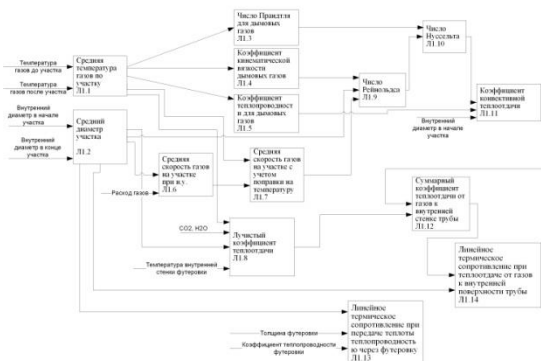 Температура
газов до участка
Температура
газов после участка
Средняя
температура
газов по
участку
Л1.1
Внутренний
диаметр в начале
участка
Внутренний
диаметр в конце
участка
Средний
диаметр
участка
Л1.2
Число Прандтля
для дымовых
газов
Л1.3
Коэффициент
кинематической
вязкости
дымовых газов
Л1.4
Коэффициент
теплопроводност
и для дымовых
газов
Л1.5
Расход газов
Средняя
скорость газов
на участке
при н.у.
Л1.6
Средняя
скорость газов
на участке с
учетом
поправки на
температуру
Л1.7
CO2, H2O
Температура внутренней
стенки футеровки
Лучистый
коэффициент
теплоотдачи
Л1.8
Число
Рейнольдса
Л1.9
Число
Нуссельта
Л1.10
Внутренний
диаметр в начале
участка
Коэффициент
конвективной
теплоотдачи
Л1.11
Суммарный
коэффициент
теплоотдачи от
газов к
внутренней
стенке трубы
Л1.12
Толщина футеровки
Коэффициент теплопроводности
футеровки
Линейное
термическое
сопротивление при
передаче теплоты
теплопроводность
ю через футеровку
Л1.13
Линейное
термическое
сопротивление при
теплоотдаче от газов
к внутренней
поверхности трубы
Л1.14